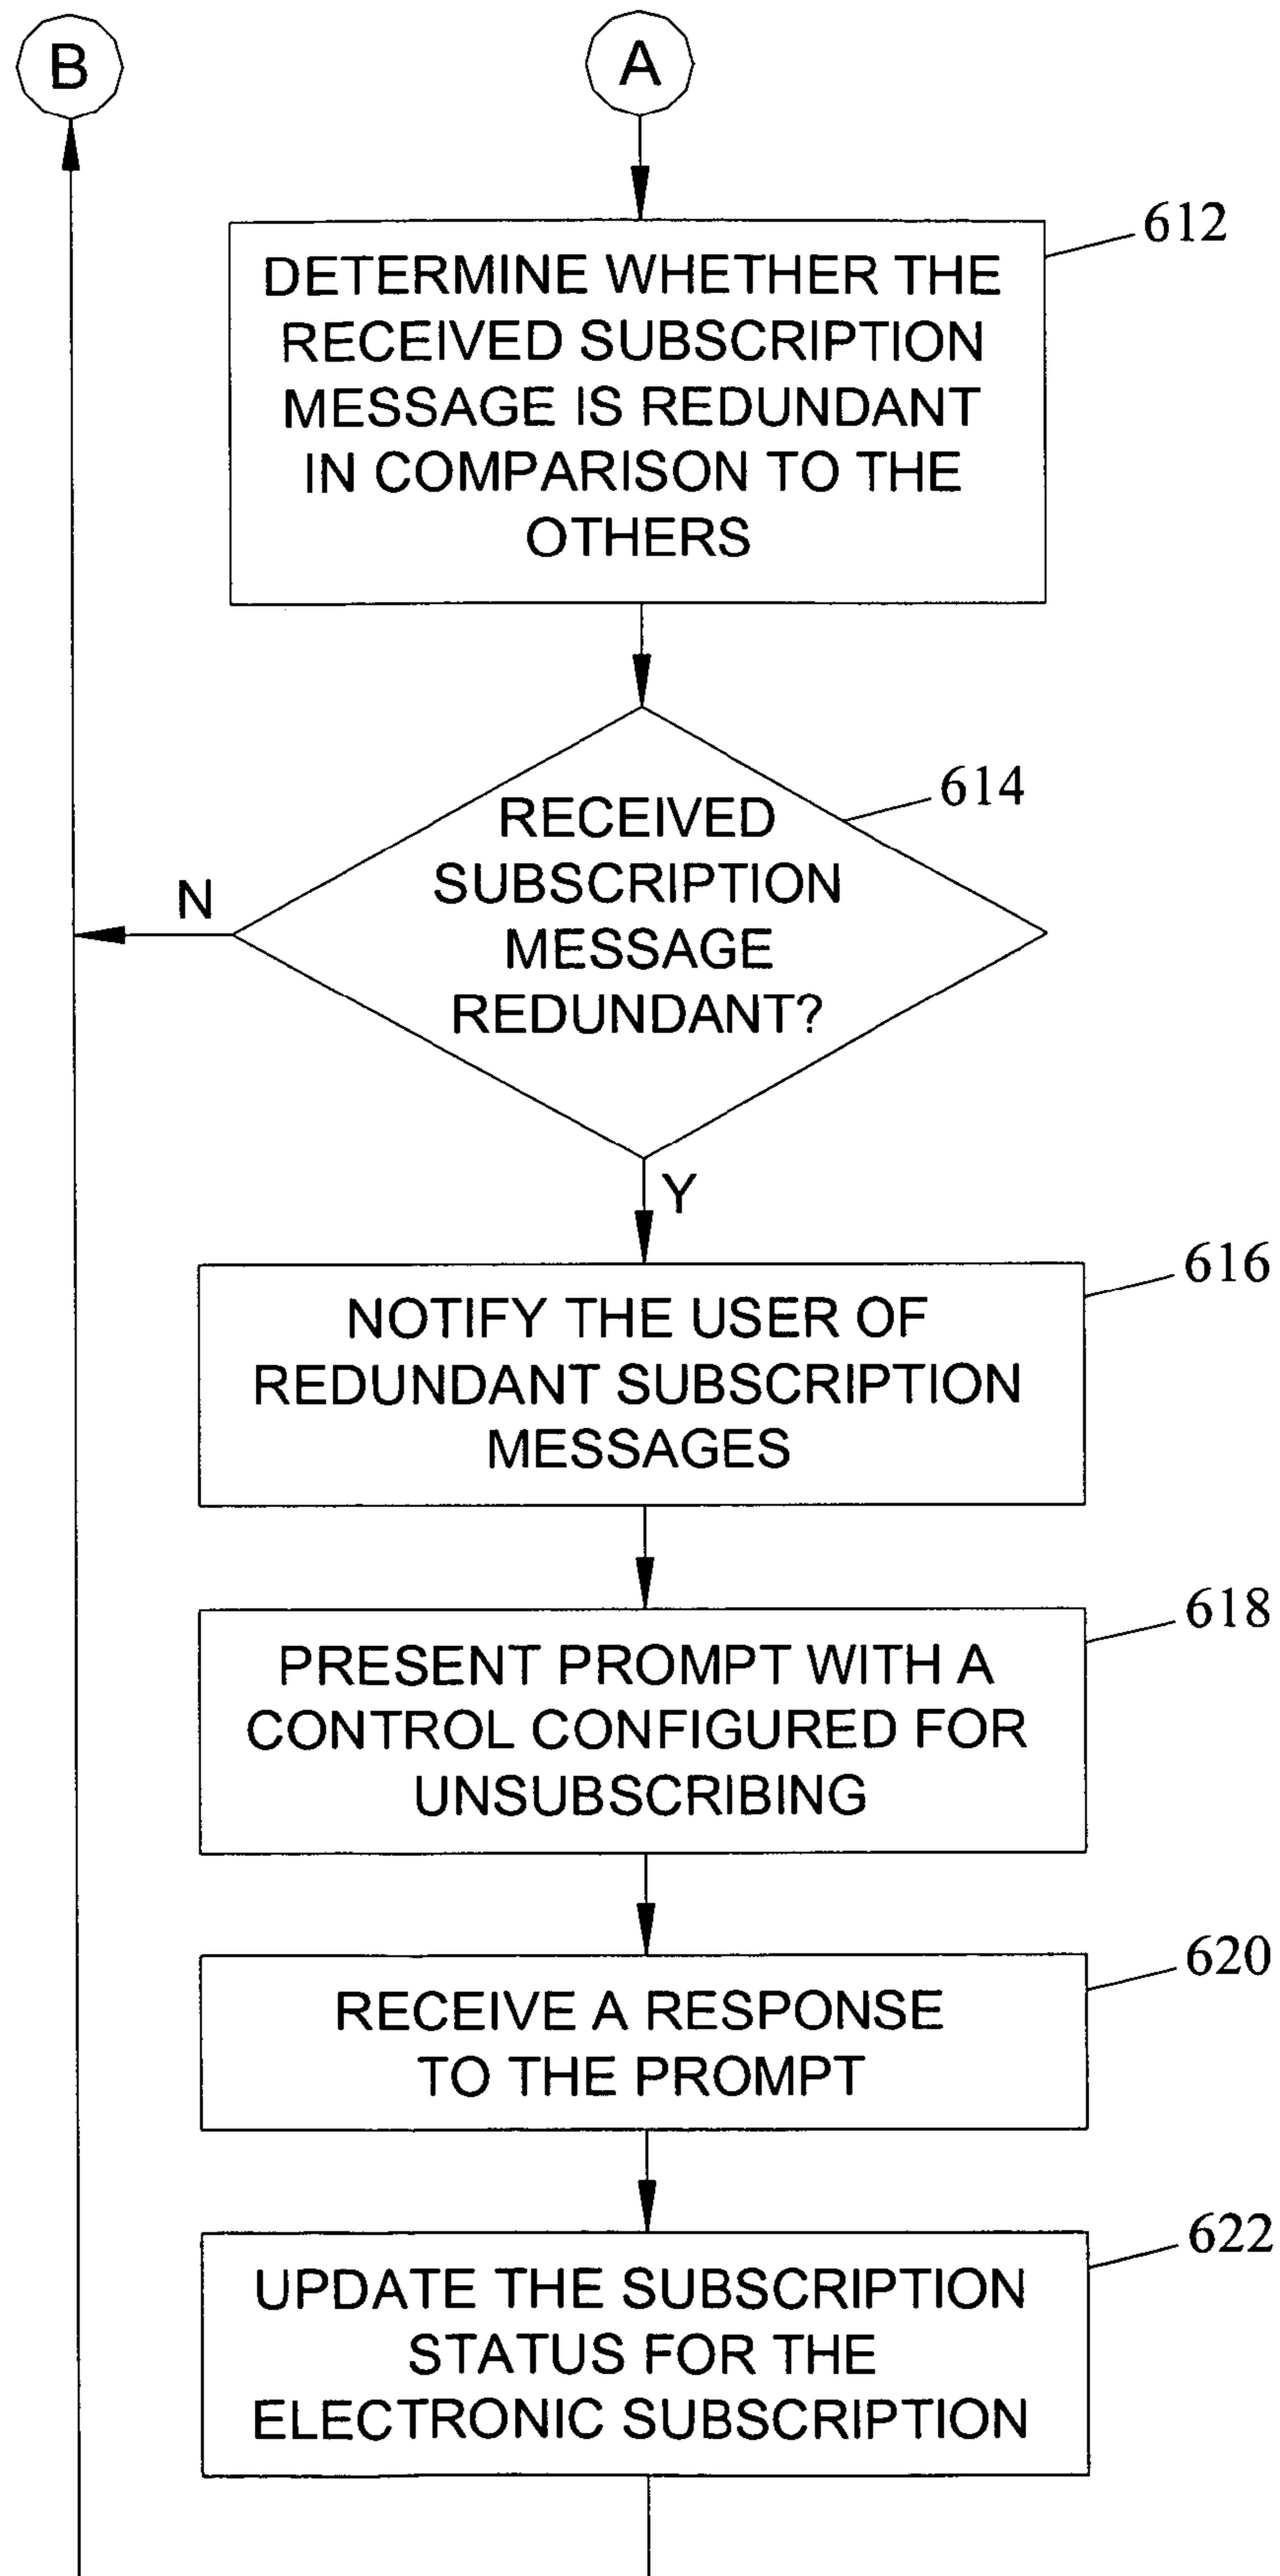 B
A
612
DETERMINE WHETHER THE
RECEIVED SUBSCRIPTION
MESSAGE IS REDUNDANT
IN COMPARISON TO THE
OTHERS
614
RECEIVED
SUBSCRIPTION
MESSAGE
REDUNDANT?
N
Y
616
NOTIFY THE USER OF
REDUNDANT SUBSCRIPTION
MESSAGES
618
PRESENT PROMPT WITH A
CONTROL CONFIGURED FOR
UNSUBSCRIBING
620
RECEIVE A RESPONSE
TO THE PROMPT
622
UPDATE THE SUBSCRIPTION
STATUS FOR THE
ELECTRONIC SUBSCRIPTION